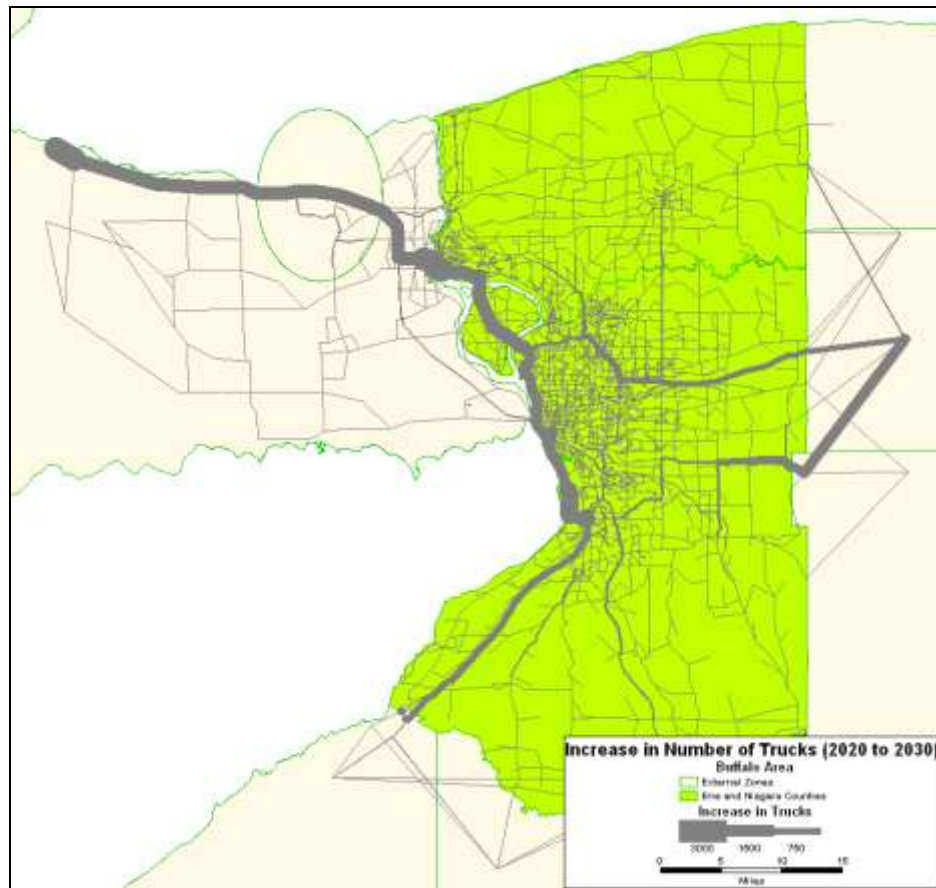 Increase in Number of Trucks (2020 to 2030)
Buffalo Area
External Zones
Erie and Niagara Counties
Increase in Trucks
3000 1500 750
0 5 10 15
Miles